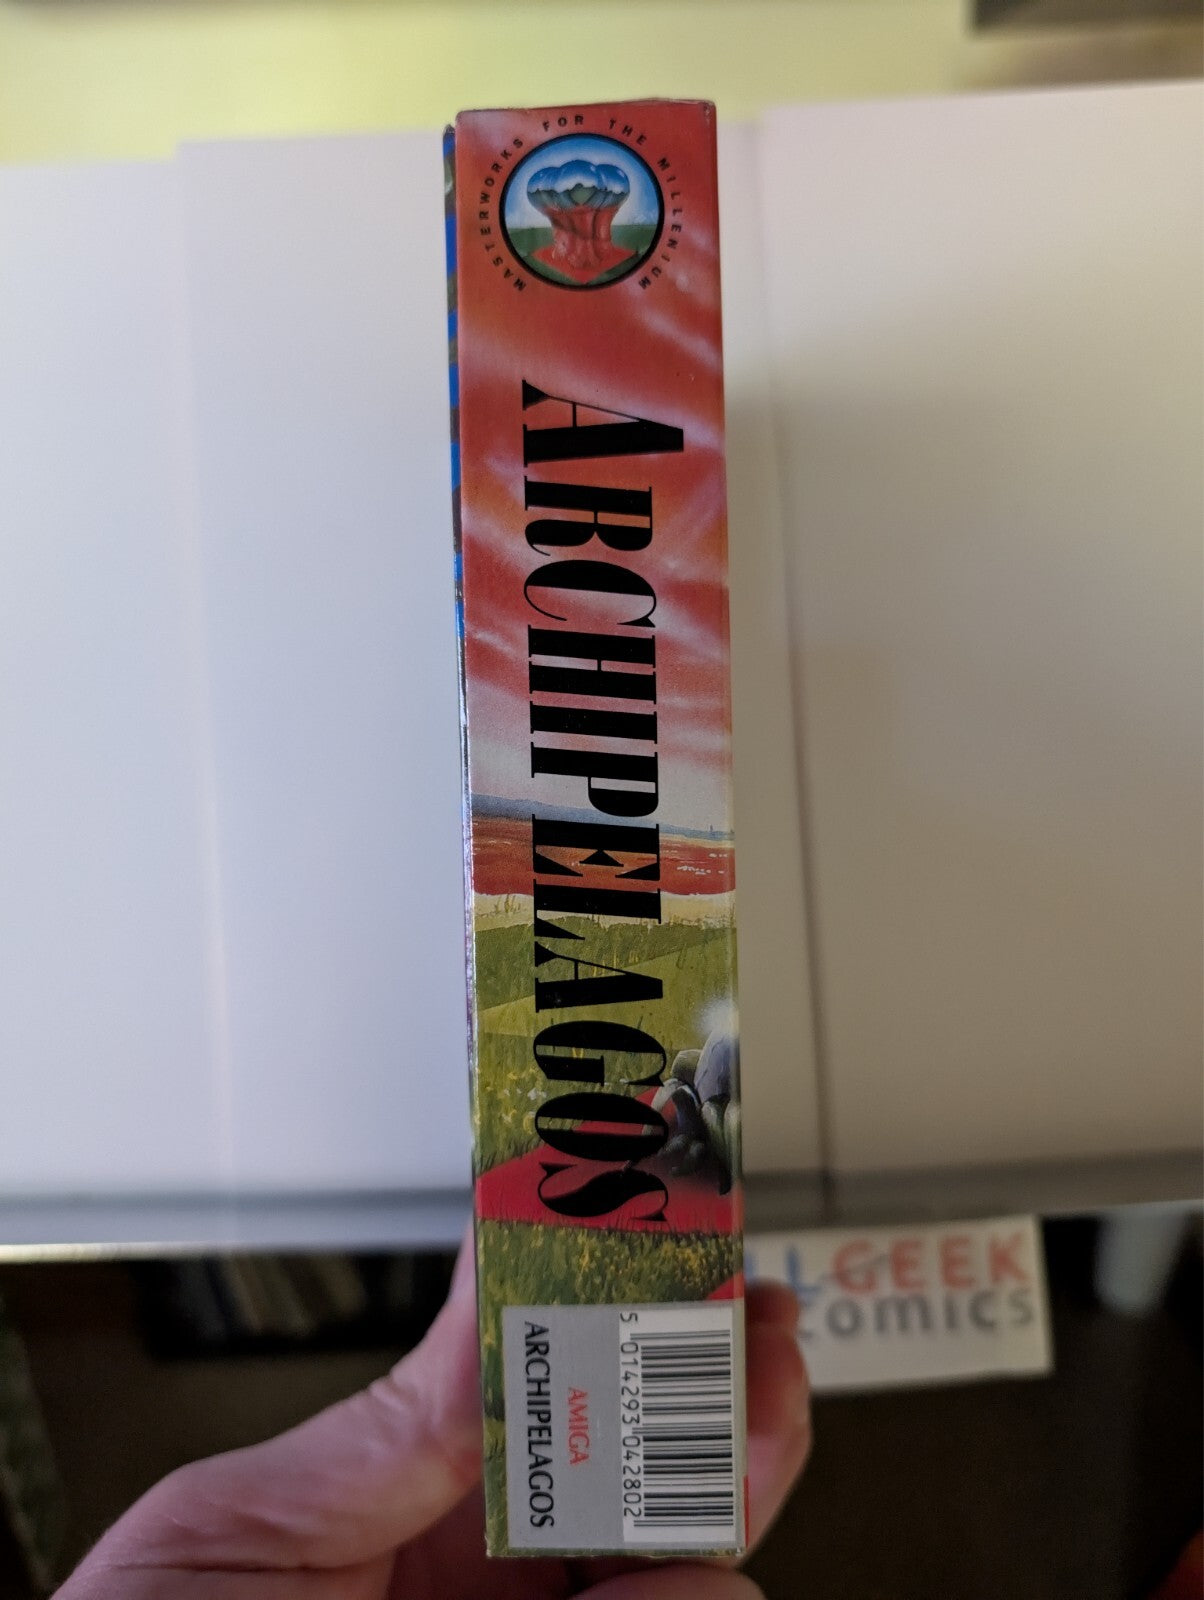 MASTERWORKS FOR THE MILLENIUM
ARCHIPELAGOS
AMIGA
ARCHIPELAGOS
5 014293 042802
GEEK
comics